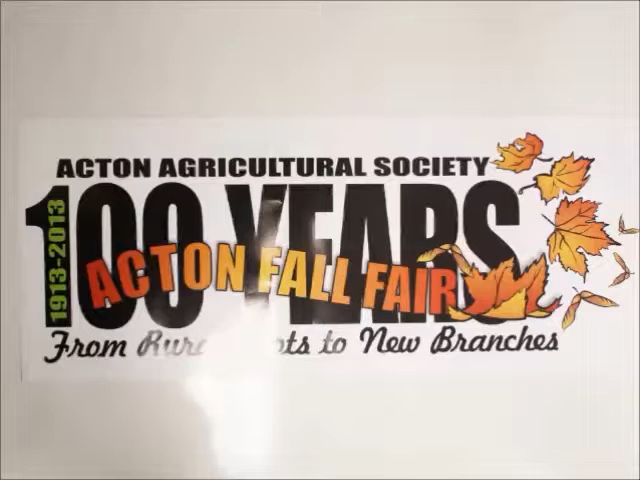 ACTON AGRICULTURAL SOCIETY
100 YEARS
1913-2013
ACTON FALL FAIR
From to New Branches